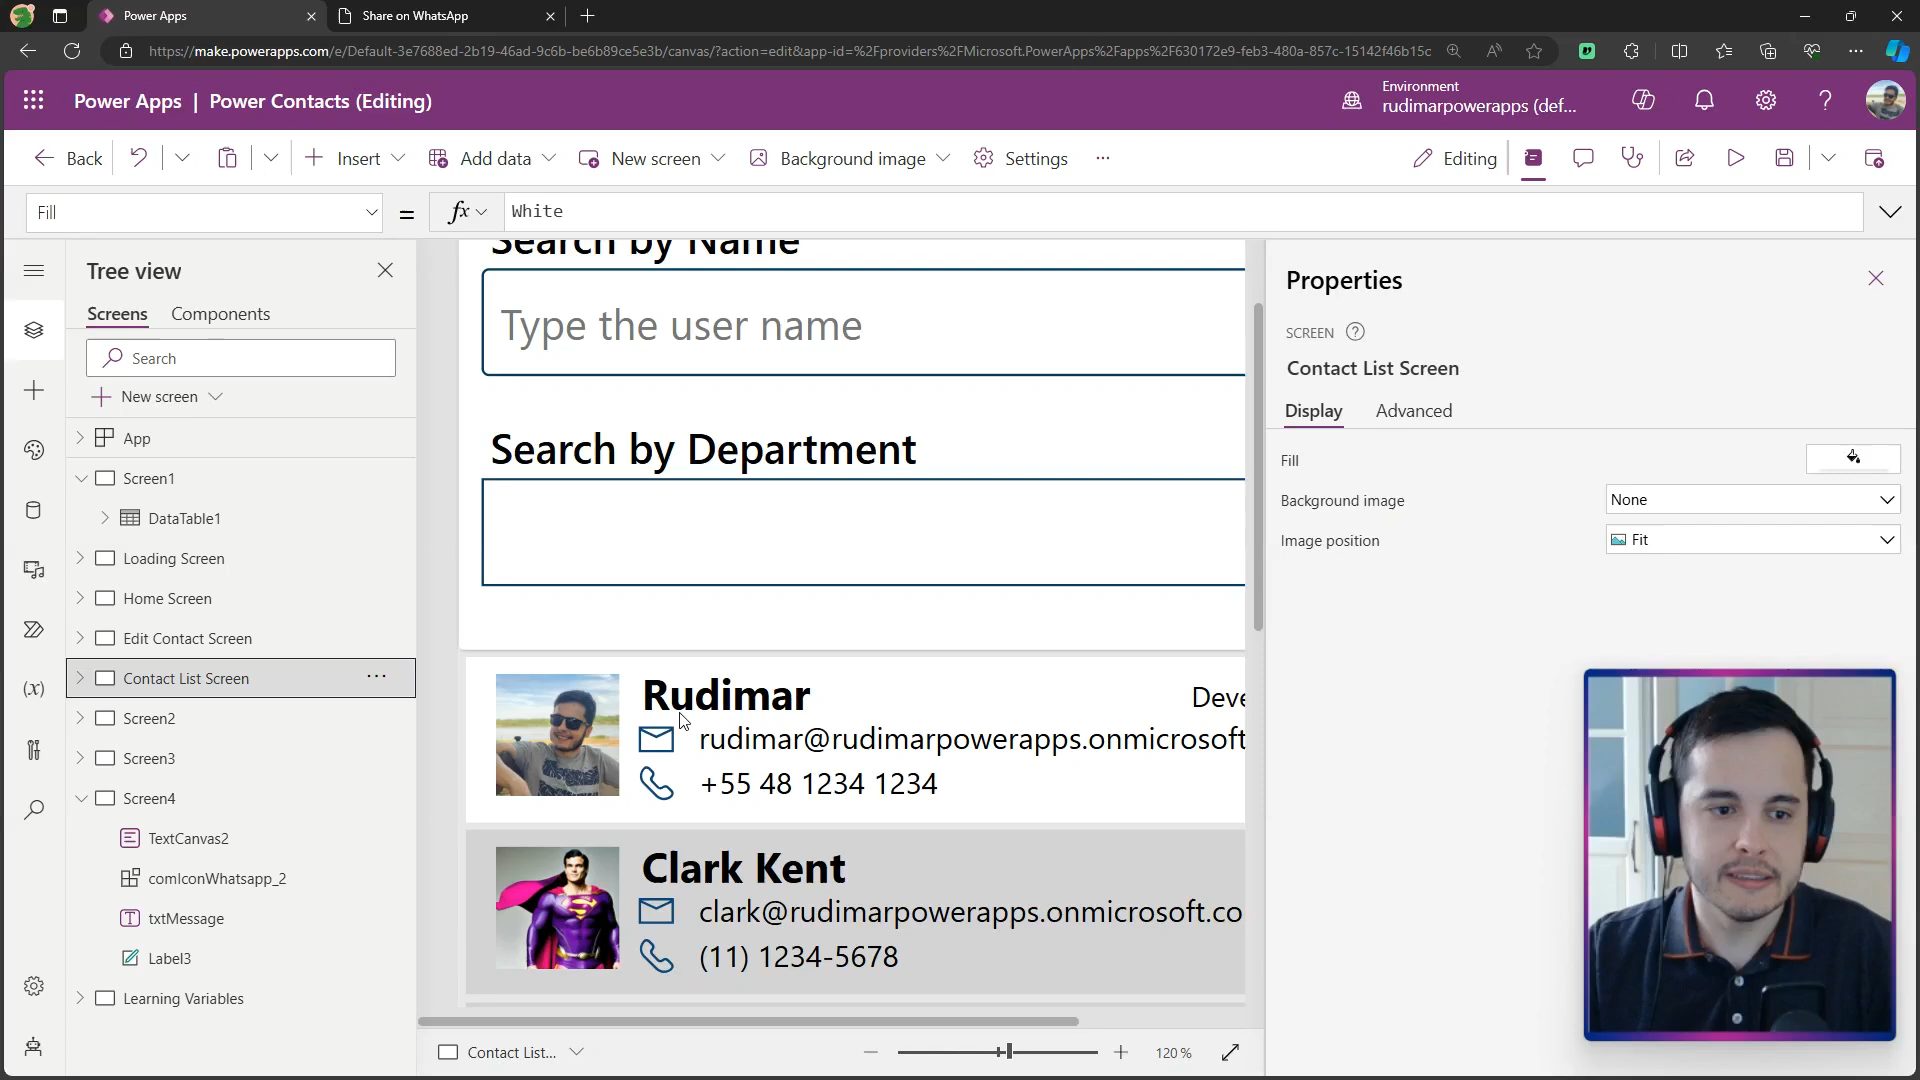 Power Apps
Share on WhatsApp
https://make.powerapps.com/e/Default-3e7688ed-2b19-46ad-9c6b-be6b89ce5e3b/canvas/?action=edit&app-id=%2Fproviders%2FMicrosoft.PowerApps%2Fapps%2F630172e9-feb3-480a-857c-15142f46b15c
Power Apps | Power Contacts (Editing)
Environment
rudimarpowerapps (def...
Back
Insert
Add data
New screen
Background image
Settings
Editing
Fill
=
fx
White
Tree view
Screens
Components
Search
New screen
App
Screen1
DataTable1
Loading Screen
Home Screen
Edit Contact Screen
Contact List Screen
Screen2
Screen3
Screen4
TextCanvas2
comIconWhatsapp_2
txtMessage
Label3
Learning Variables
Search by Name
Type the user name
Search by Department
Rudimar
Deve
rudimar@rudimarpowerapps.onmicrosoft
+55 48 1234 1234
Clark Kent
clark@rudimarpowerapps.onmicrosoft.co
(11) 1234-5678
Contact List...
120 %
Properties
SCREEN
Contact List Screen
Display
Advanced
Fill
Background image
None
Image position
Fit